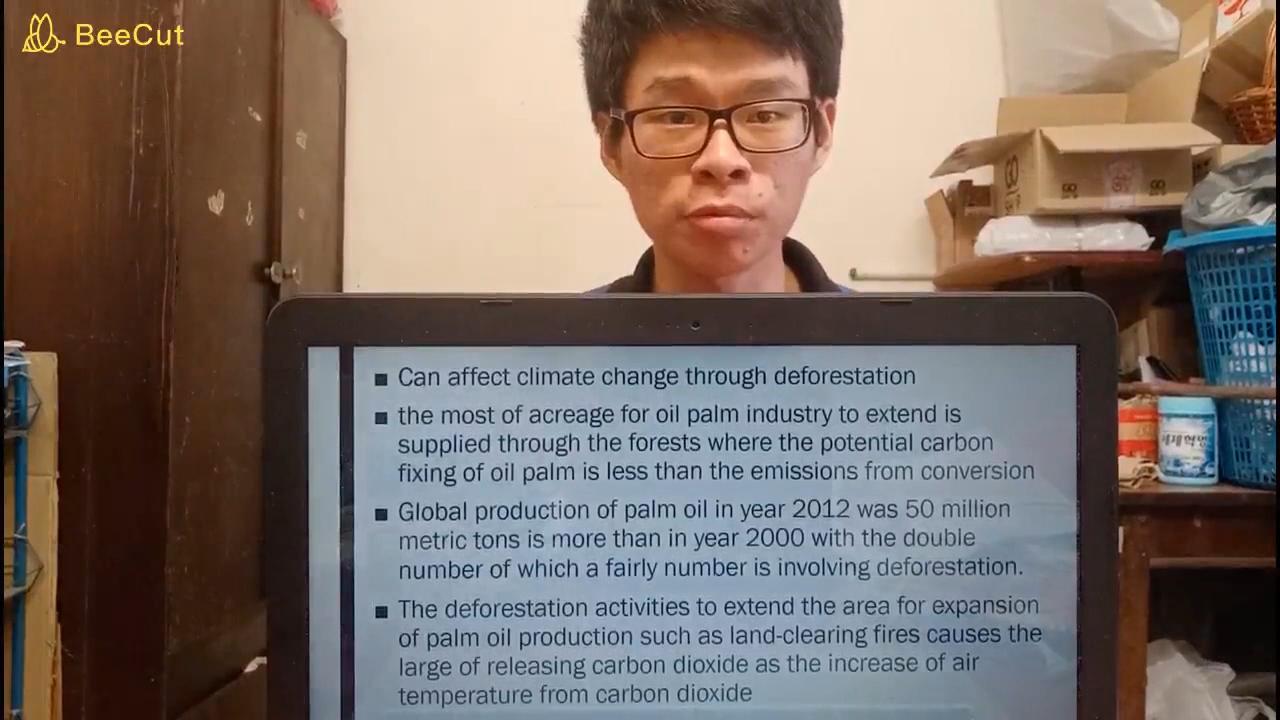 BeeCut
Can affect climate change through deforestation
the most of acreage for oil palm industry to extend is
supplied through the forests where the potential carbon
fixing of oil palm is less than the emissions from conversion
Global production of palm oil in year 2012 was 50 million
metric tons is more than in year 2000 with the double
number of which a fairly number is involving deforestation.
The deforestation activities to extend the area for expansion
of palm oil production such as land-clearing fires causes the
large of releasing carbon dioxide as the increase of air
temperature from carbon dioxide